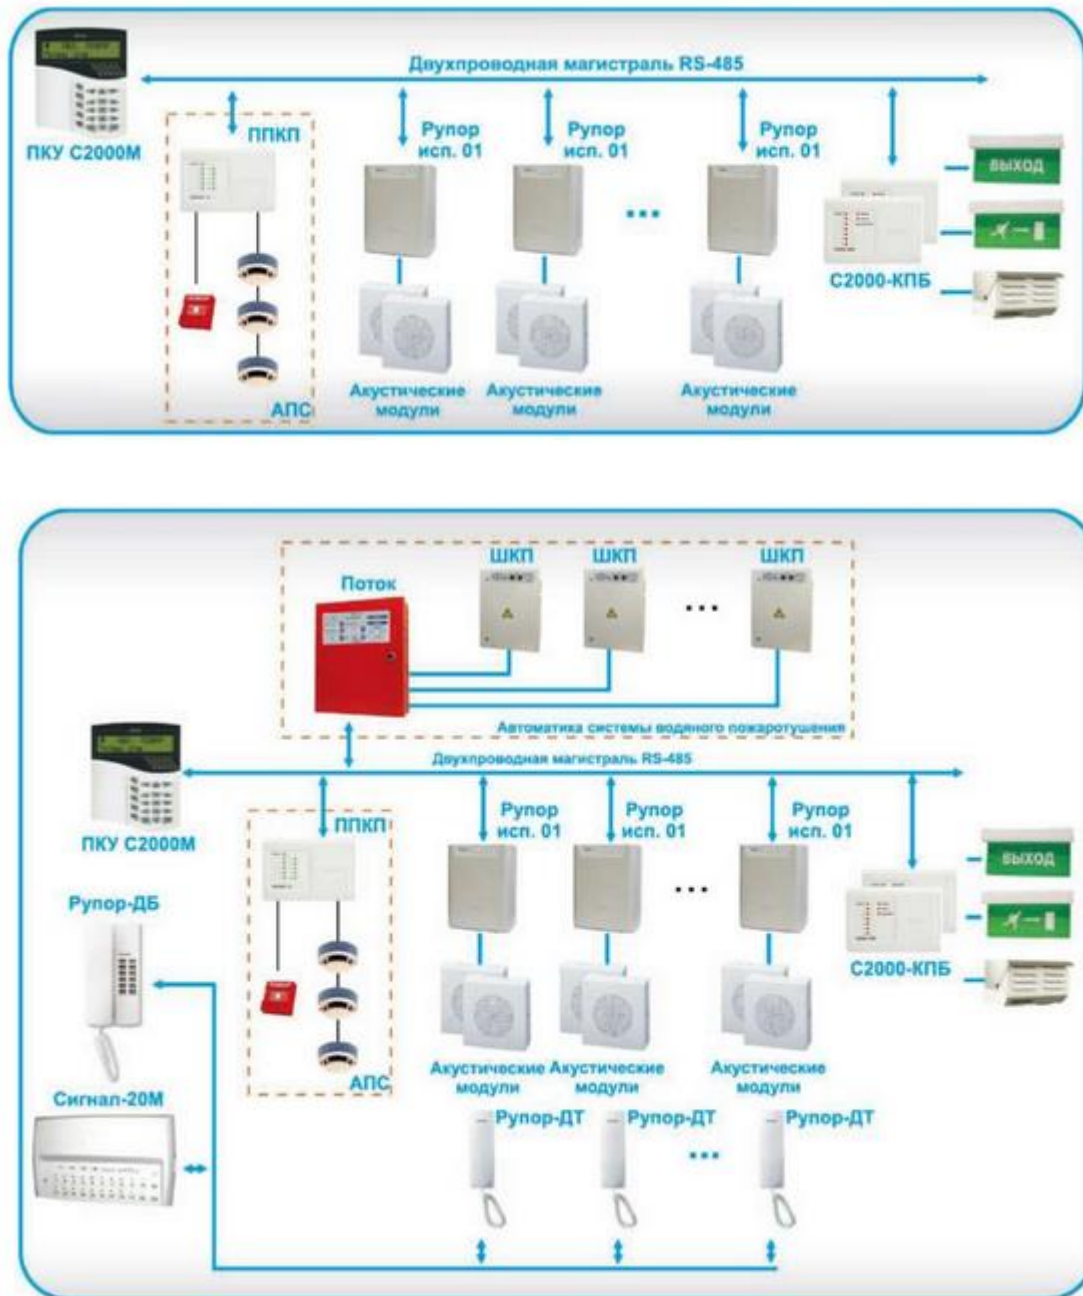 Двухпроводная магистраль RS-485
ПКУ С2000М
ППКП
АПС
Рупор
исп. 01
Рупор
исп. 01
Рупор
исп. 01
Акустические
модули
Акустические
модули
Акустические
модули
С2000-КПБ
ВЫХОД
Поток
ШКП
ШКП
ШКП
Автоматика системы водяного пожаротушения
Двухпроводная магистраль RS-485
ПКУ С2000М
ППКП
АПС
Рупор
исп. 01
Рупор
исп. 01
Рупор
исп. 01
Акустические
модули
Акустические
модули
Акустические
модули
С2000-КПБ
ВЫХОД
Рупор-ДБ
Сигнал-20М
Рупор-ДТ
Рупор-ДТ
Рупор-ДТ